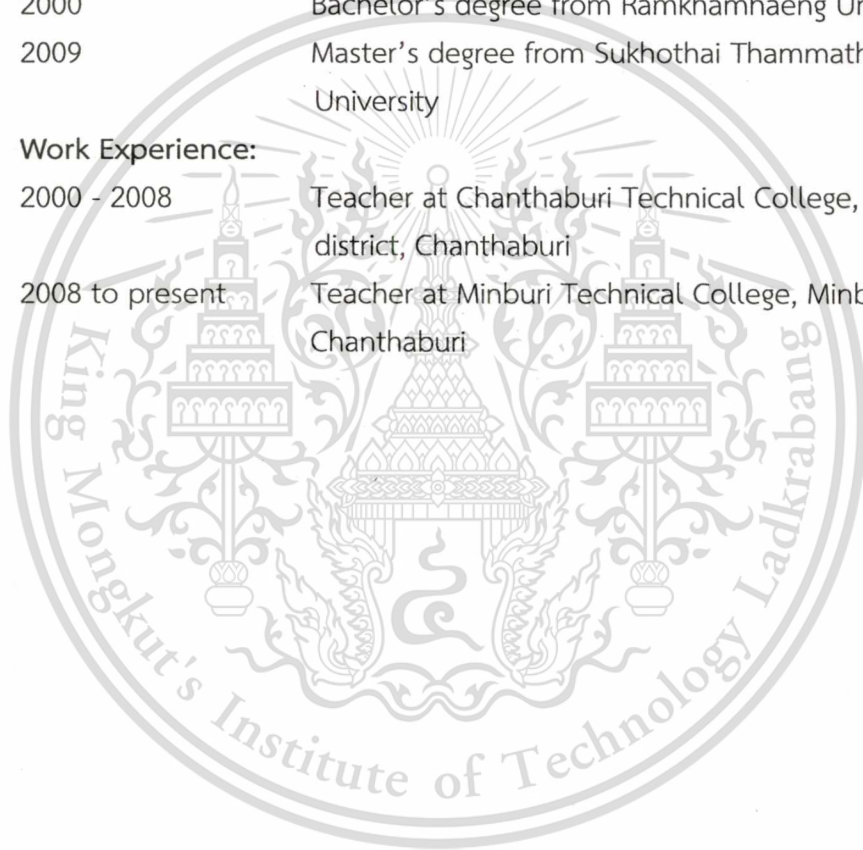 2000 Bachelor's degree from Ramkhamhaeng
2009 Master's degree from Sukhothai
University
Work Experience:
2000 - 2008 Teacher at Chanthaburi Technical College,
district, Chanthaburi
2008 to present Teacher at Minburi Technical College,
Chanthaburi
King Mongkut's Institute of Technology Ladkrabang